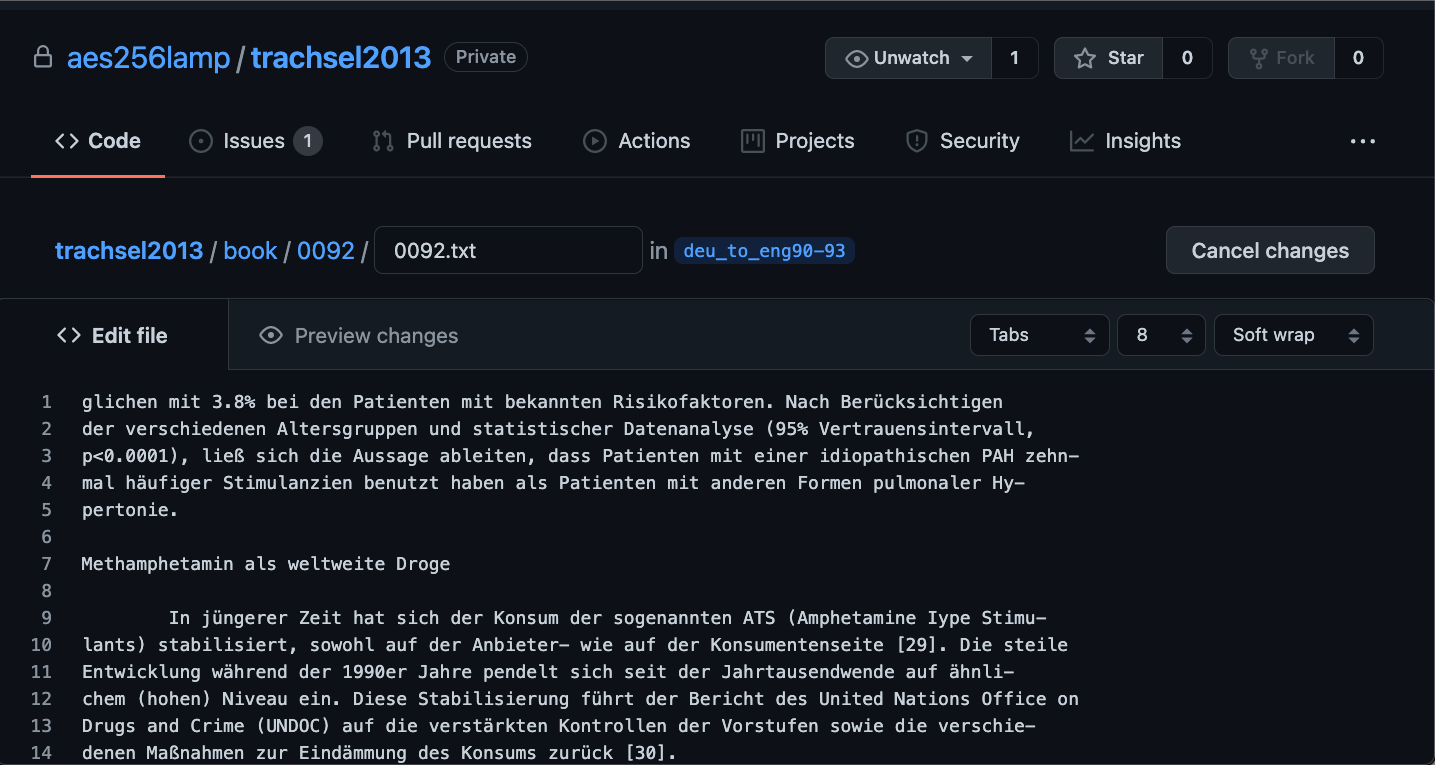 aes256lamp / trachsel2013 Private
Unwatch 1 Star 0 Fork 0
Code Issues 1 Pull requests Actions Projects Security Insights ...
trachsel2013 / book / 0092 / 0092.txt in deu_to_eng90-93 Cancel changes
Edit file Preview changes Tabs 8 Soft wrap
1 glichen mit 3.8% bei den Patienten mit bekannten Risikofaktoren. Nach Berücksichtigen
2 der verschiedenen Altersgruppen und statistischer Datenanalyse (95% Vertrauensintervall,
3 p<0.0001), ließ sich die Aussage ableiten, dass Patienten mit einer idiopathischen PAH zehn-
4 mal häufiger Stimulanzien benutzt haben als Patienten mit anderen Formen pulmonaler Hy-
5 pertonie.
6
7 Methamphetamin als weltweite Droge
8
9 In jüngerer Zeit hat sich der Konsum der sogenannten ATS (Amphetamine Iype Stimu-
10 lants) stabilisiert, sowohl auf der Anbieter- wie auf der Konsumentenseite [29]. Die steile
11 Entwicklung während der 1990er Jahre pendelt sich seit der Jahrtausendwende auf ähnli-
12 chem (hohen) Niveau ein. Diese Stabilisierung führt der Bericht des United Nations Office on
13 Drugs and Crime (UNDOC) auf die verstärkten Kontrollen der Vorstufen sowie die verschie-
14 denen Maßnahmen zur Eindämmung des Konsums zurück [30].